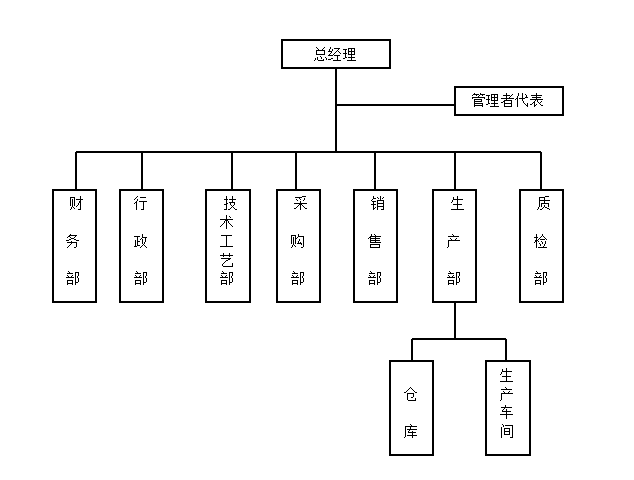 总经理
管理者代表
财务部
行政部
技术工艺部
采购部
销售部
生产部
质检部
仓库
生产车间